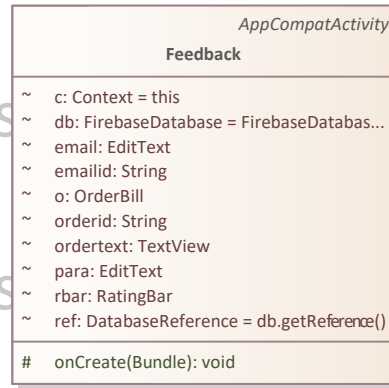 AppCompatActivity
Feedback
~ c: Context = this
~ db: FirebaseDatabase = FirebaseDatabas...
~ email: EditText
~ emailid: String
~ o: OrderBill
~ orderid: String
~ ordertext: TextView
~ para: EditText
~ rbar: RatingBar
~ ref: DatabaseReference = db.getReference()
# onCreate(Bundle): void